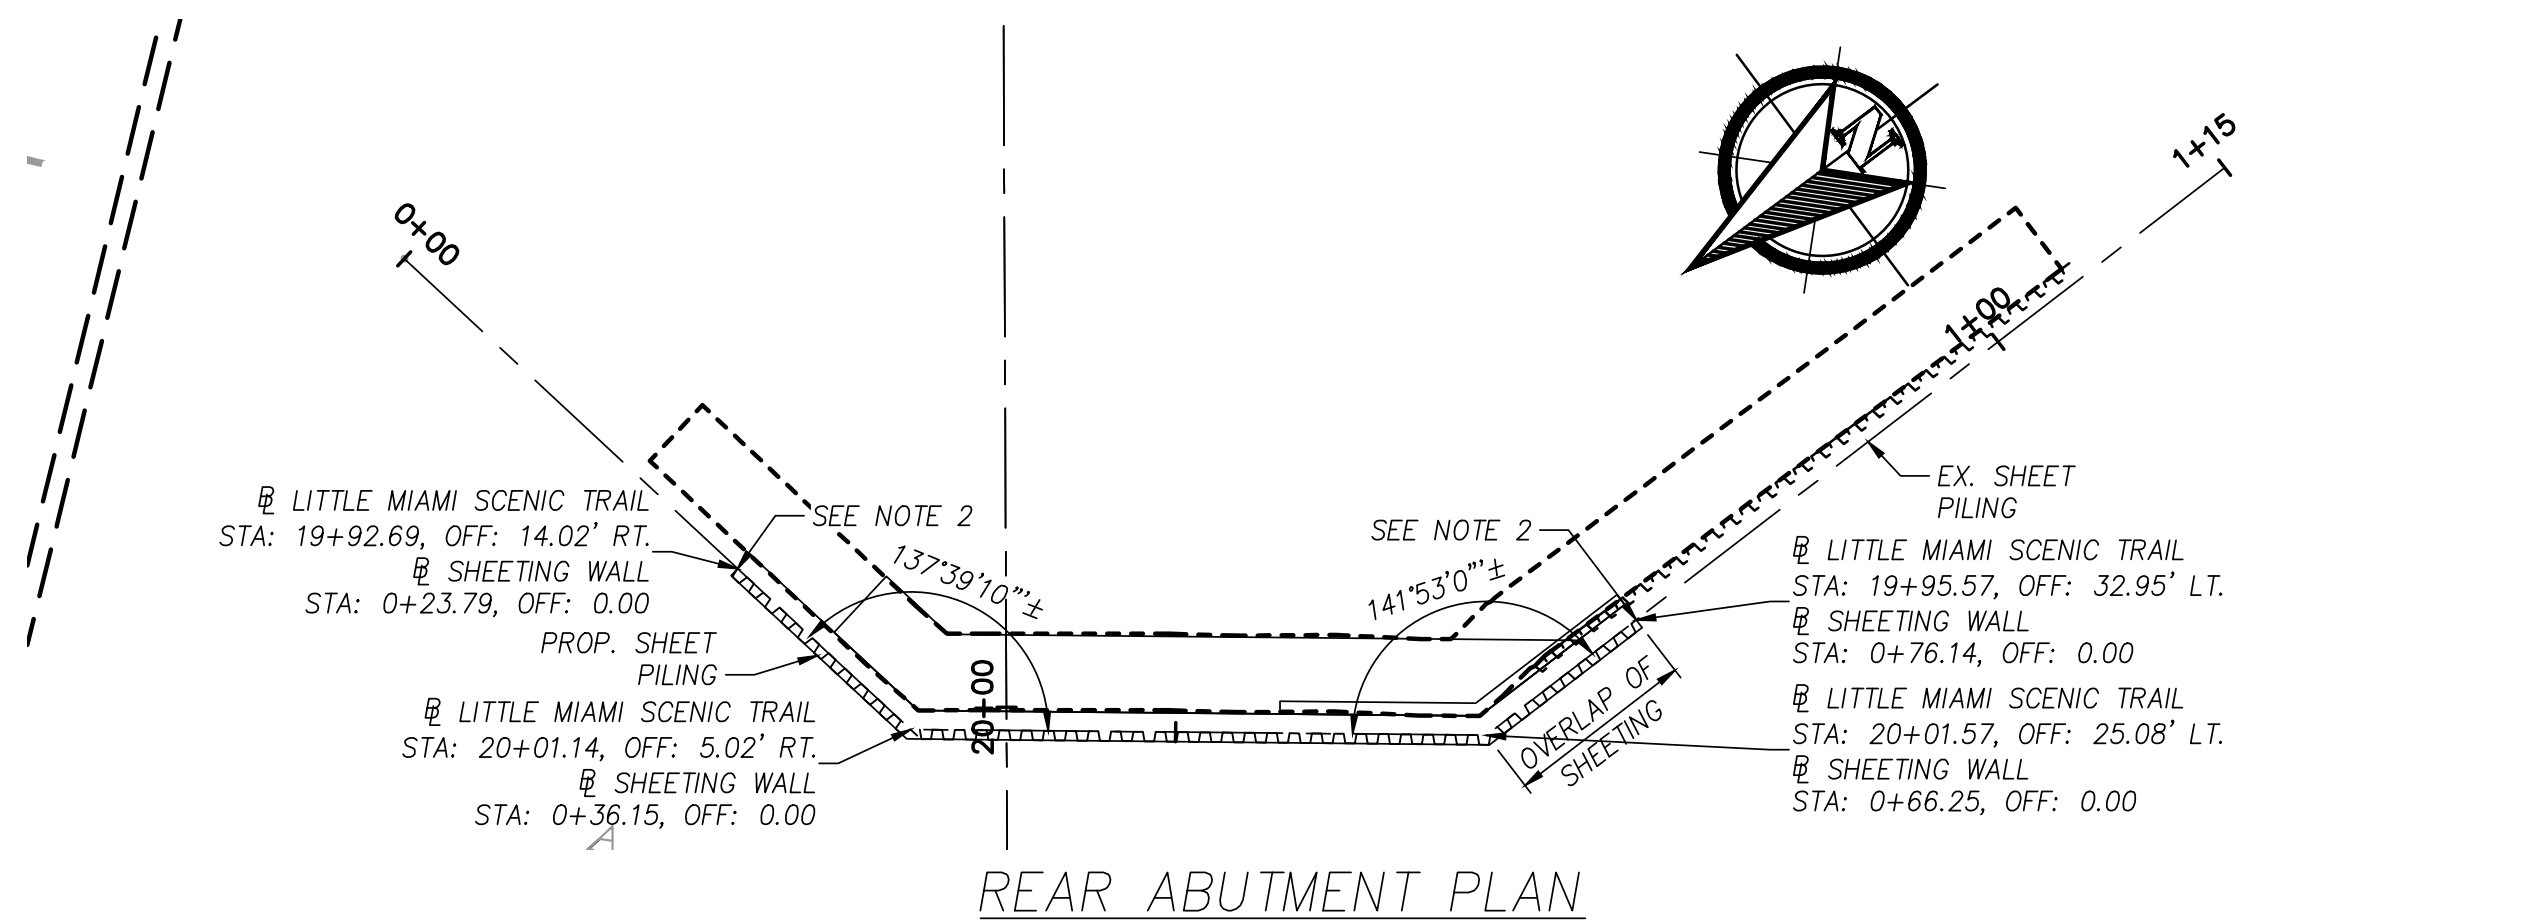 N
1+15
0+00
1+00
EX. SHEET
PILING
℄ LITTLE MIAMI SCENIC TRAIL
STA: 19+92.69, OFF: 14.02' RT.
℄ SHEETING WALL
STA: 0+23.79, OFF: 0.00
SEE NOTE 2
137°39'10"'±
SEE NOTE 2
141°53'0"'±
℄ LITTLE MIAMI SCENIC TRAIL
STA: 19+95.57, OFF: 32.95' LT.
℄ SHEETING WALL
STA: 0+76.14, OFF: 0.00
PROP. SHEET
PILING
20+00
OVERLAP OF
SHEETING
℄ LITTLE MIAMI SCENIC TRAIL
STA: 20+01.14, OFF: 5.02' RT.
℄ SHEETING WALL
STA: 0+36.15, OFF: 0.00
℄ LITTLE MIAMI SCENIC TRAIL
STA: 20+01.57, OFF: 25.08' LT.
℄ SHEETING WALL
STA: 0+66.25, OFF: 0.00
A
REAR ABUTMENT PLAN